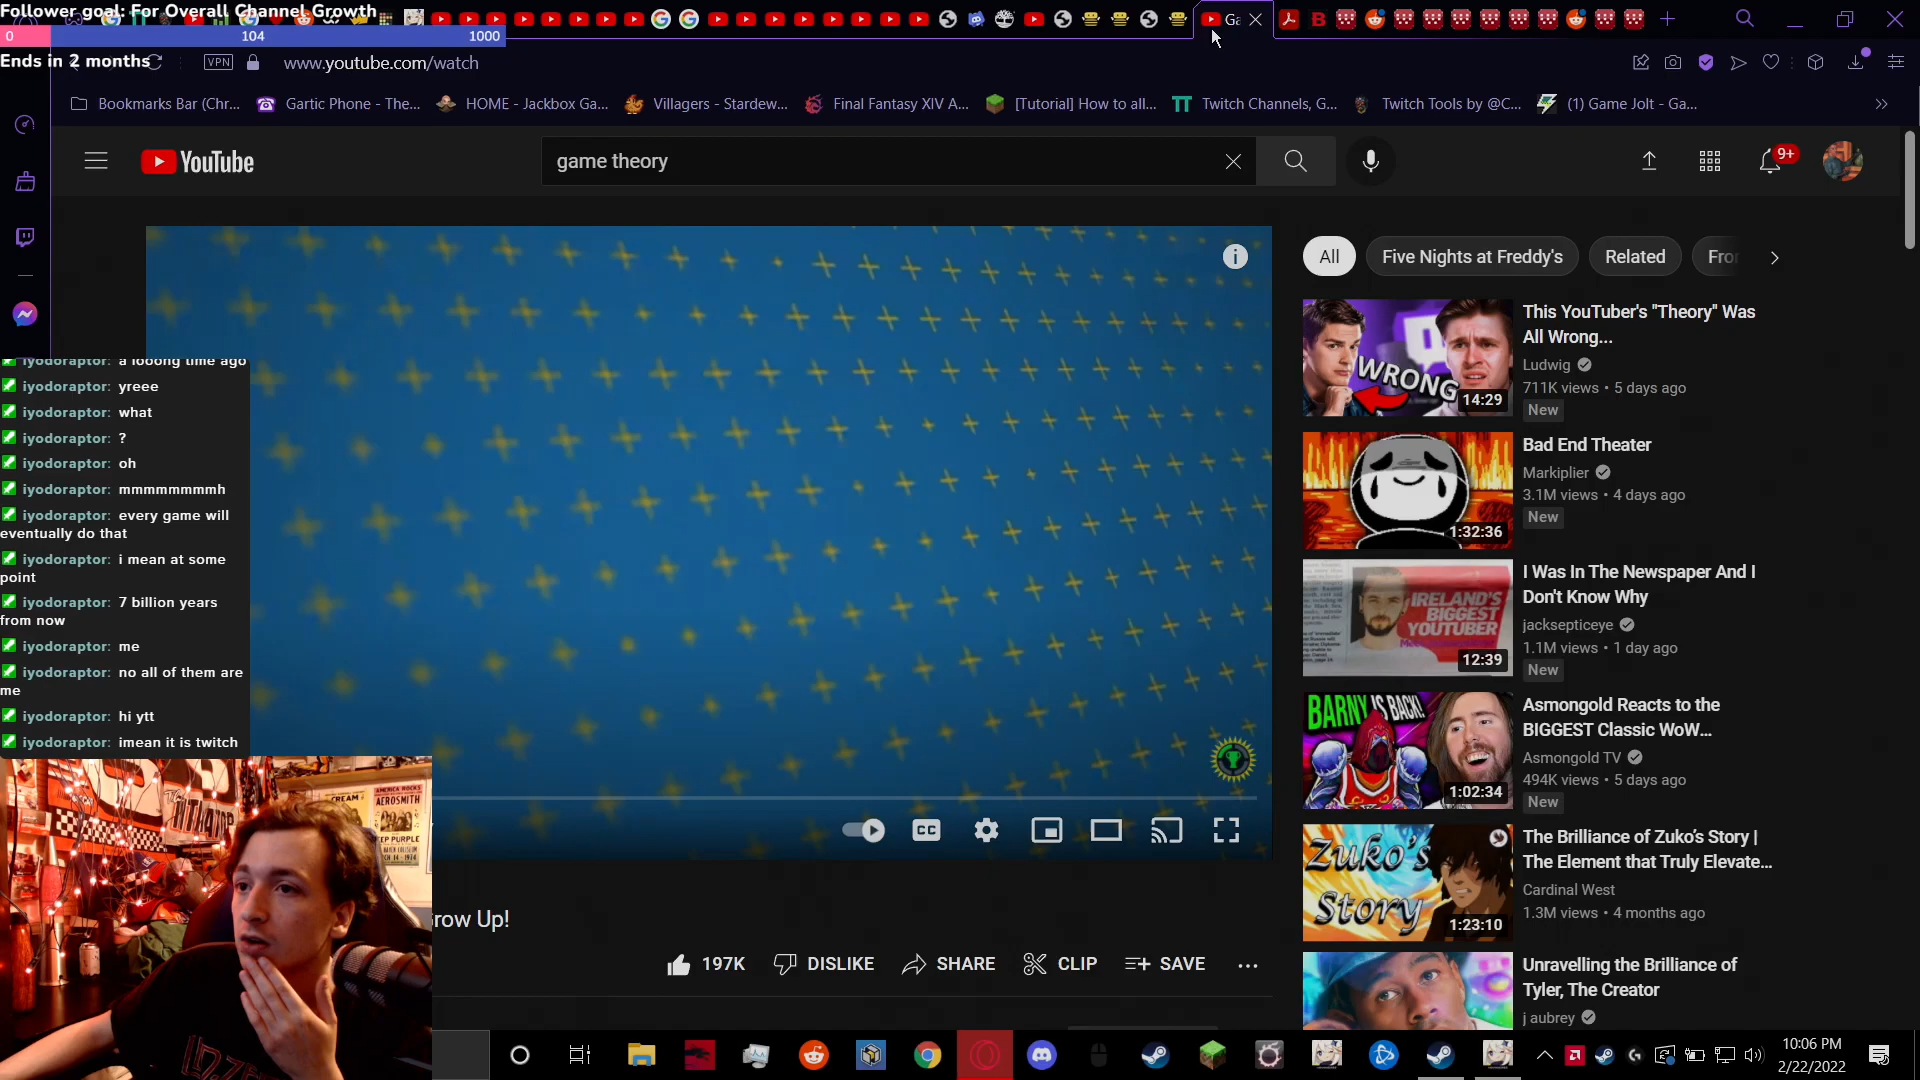 Follower goal: For Overall Channel Growth
0
104
1000
Ends in 2 months
VPN
www.youtube.com/watch
Bookmarks Bar (Chr...
Gartic Phone - The...
HOME - Jackbox Ga...
Villagers - Stardew...
Final Fantasy XIV A...
[Tutorial] How to all...
Twitch Channels, G...
Twitch Tools by @C...
(1) Game Jolt - Ga...
YouTube
game theory
9+
All
Five Nights at Freddy's
Related
iyodoraptor: a looong time ago
iyodoraptor: yreee
iyodoraptor: what
iyodoraptor: ?
iyodoraptor: oh
iyodoraptor: mmmmmmmmh
iyodoraptor: every game will
eventually do that
iyodoraptor: i mean at some
point
iyodoraptor: 7 billion years
from now
iyodoraptor: me
iyodoraptor: no all of them are
me
iyodoraptor: hi ytt
iyodoraptor: imean it is twitch
WRONG
14:29
This YouTuber's "Theory" Was
All Wrong...
Ludwig
711K views • 5 days ago
New
1:32:36
Bad End Theater
Markiplier
3.1M views • 4 days ago
New
IRELAND'S
BIGGEST
YOUTUBER
12:39
I Was In The Newspaper And I
Don't Know Why
jacksepticeye
1.1M views • 1 day ago
New
BARNY IS BACK!
1:02:34
Asmongold Reacts to the
BIGGEST Classic WoW...
Asmongold TV
494K views • 5 days ago
New
Zuko's
Story
1:23:10
The Brilliance of Zuko's Story |
The Element that Truly Elevate...
Cardinal West
1.3M views • 4 months ago
Unravelling the Brilliance of
Tyler, The Creator
j aubrey
CC
CREAM
AMERICA ROCKS
AEROSMITH
DEEP PURPLE
row Up!
197K
DISLIKE
SHARE
CLIP
SAVE
10:06 PM
2/22/2022